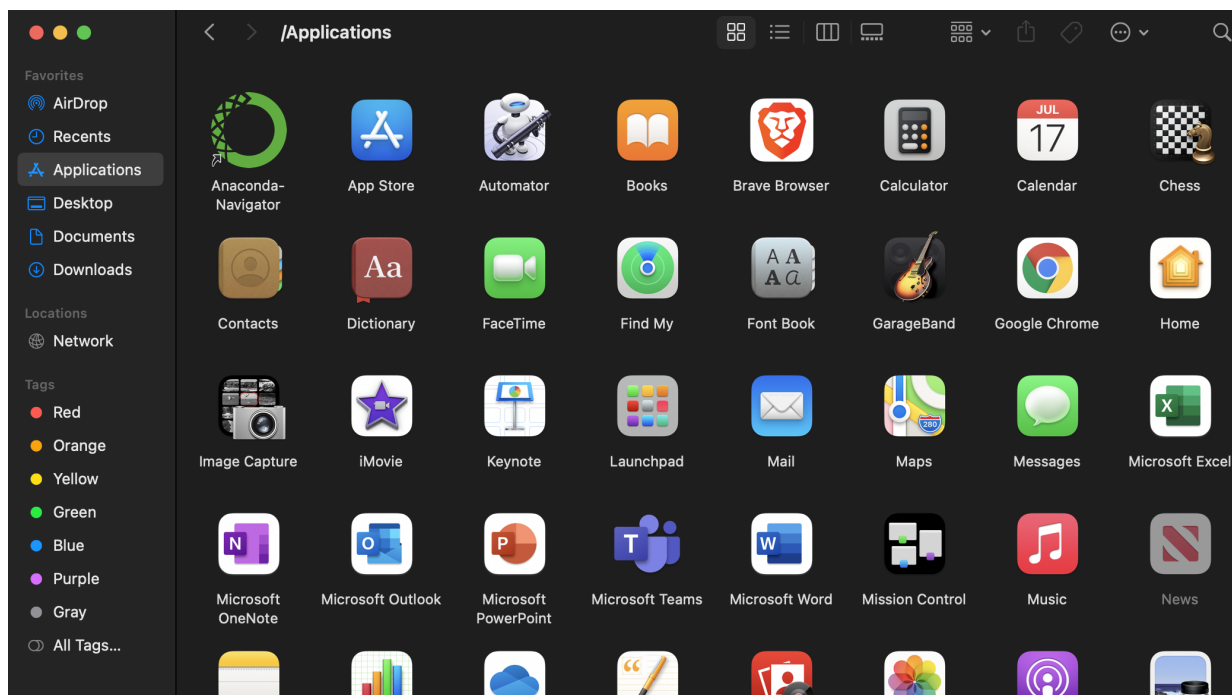 /Applications
Favorites
AirDrop
Recents
Applications
Desktop
Documents
Downloads
Locations
Network
Tags
Red
Orange
Yellow
Green
Blue
Purple
Gray
All Tags...
JUL
17
Anaconda-
Navigator
App Store
Automator
Books
Brave Browser
Calculator
Calendar
Chess
Aa
A A
A a
Contacts
Dictionary
FaceTime
Find My
Font Book
GarageBand
Google Chrome
Home
280
X
Image Capture
iMovie
Keynote
Launchpad
Mail
Maps
Messages
Microsoft Excel
N
O
P
T
W
Microsoft
OneNote
Microsoft Outlook
Microsoft
PowerPoint
Microsoft Teams
Microsoft Word
Mission Control
Music
News